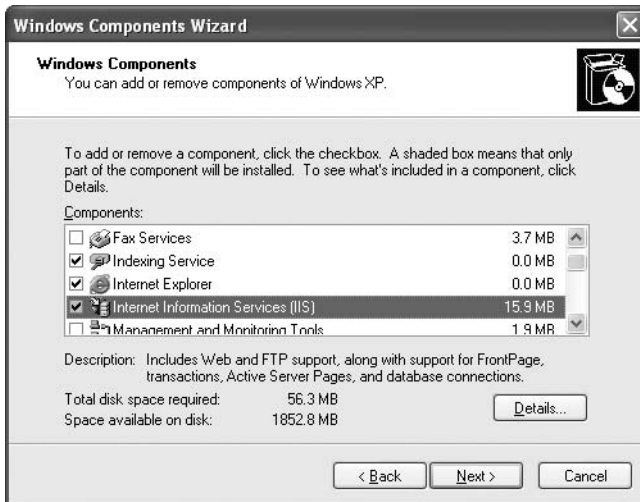 Windows Components Wizard
Windows Components
You can add or remove components of Windows XP.
To add or remove a component, click the checkbox. A shaded box means that only
part of the component will be installed. To see what's included in a component, click
Details.
Components:
Fax Services 3.7 MB
Indexing Service 0.0 MB
Internet Explorer 0.0 MB
Internet Information Services (IIS) 15.9 MB
Management and Monitoring Tools 1.9 MB
Description: Includes Web and FTP support, along with support for FrontPage,
transactions, Active Server Pages, and database connections.
Total disk space required: 56.3 MB
Space available on disk: 1852.8 MB
Details...
< Back Next > Cancel